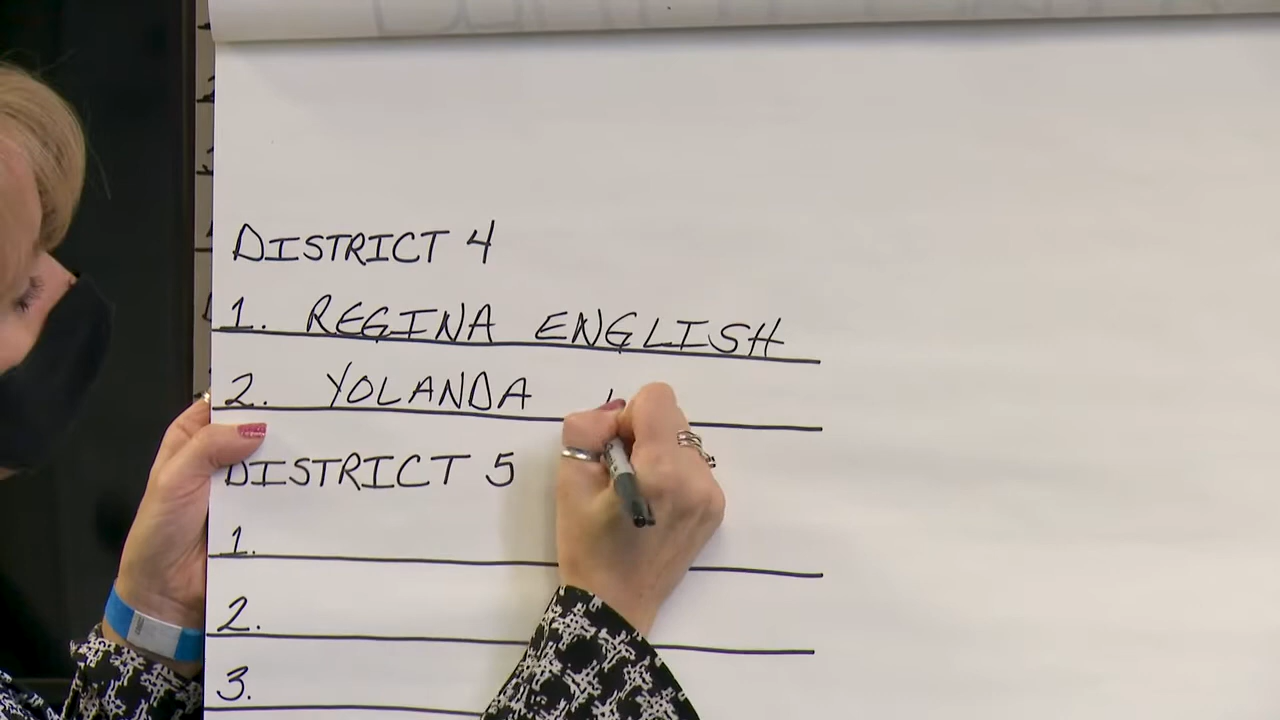 DISTRICT 4
1. REGINA ENGLISH
2. YOLANDA
DISTRICT 5
1.
2.
3.